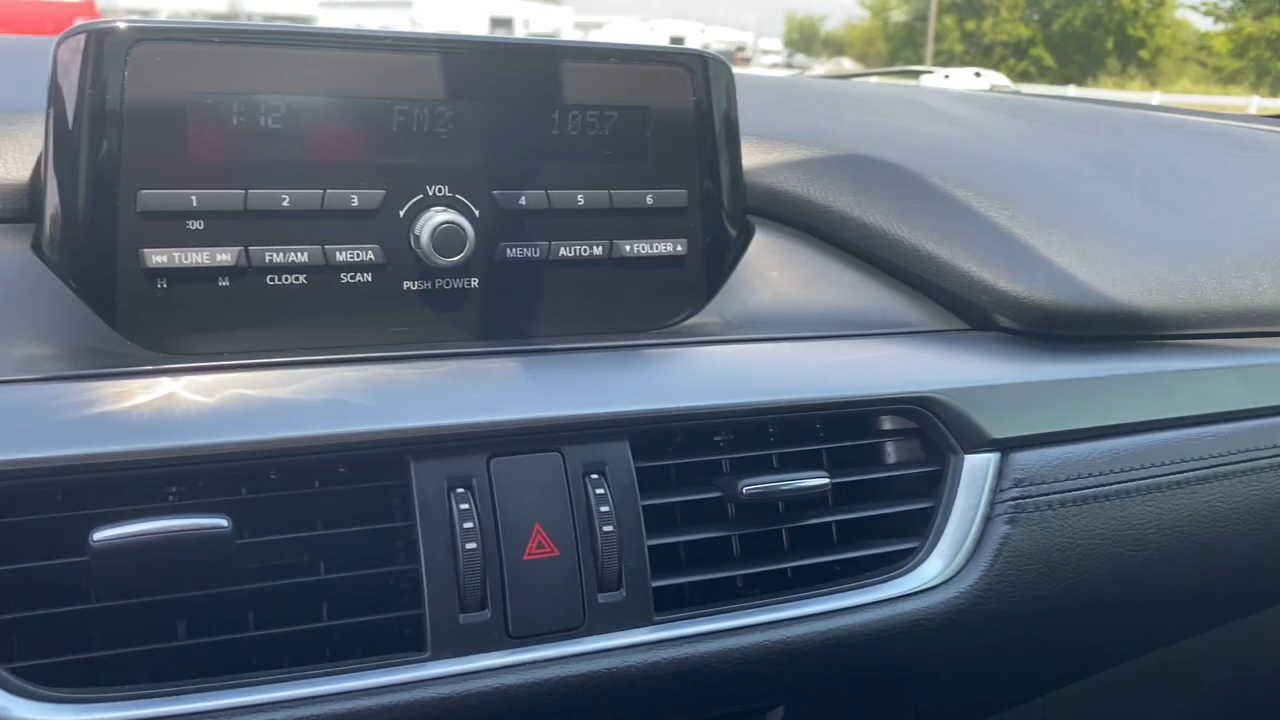 1:12 FM2 105.7
VOL
1 2 3 4 5 6
:00
⏮ TUNE ⏭ FM/AM MEDIA MENU AUTO-M ▼ FOLDER ▲
H M CLOCK SCAN
PUSH POWER